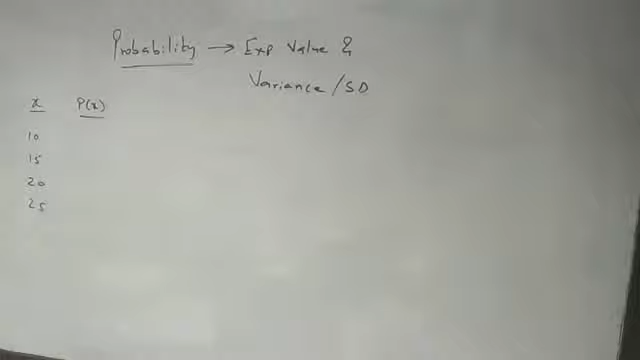 Probability → Exp Value &
Variance / SD
x P(x)
10
15
20
25